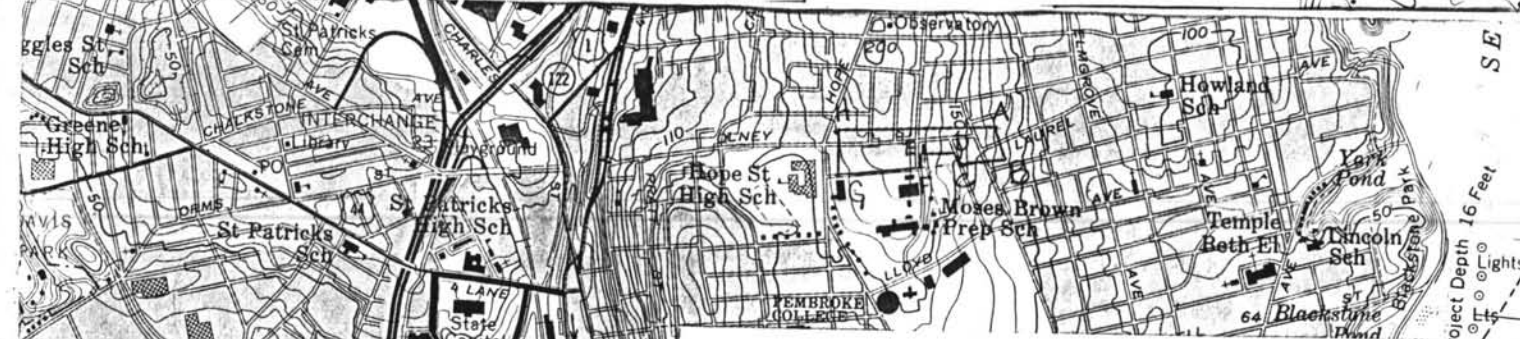 Observatory
200
100
SE
ggles St
Sch
50
St Patricks
Cem
CHARLES
1
122
HOPE
ELMGROVE
AVE
Howland
Sch
Greene
High Sch
CHALKSTONE
AVE
AVE
INTERCHANGE
23
Playground
Library
PO
110
OLNEY
A
LAUREL
B
Hope St
High Sch
G
F
Moses Brown
Prep Sch
AVE
AVE
York
Pond
50
Blackstone Park
16 Feet
ORMS
ST
44
St Patricks
High Sch
St Patricks
Sch
AVIS
PARK
50
Temple
Beth El
Lincoln
Sch
LLOYD
4 LANE
State
PEMBROKE
COLLEGE
AVE
AVE
ST
64
Blackstone
Pond
oject Depth
Lights
Lts